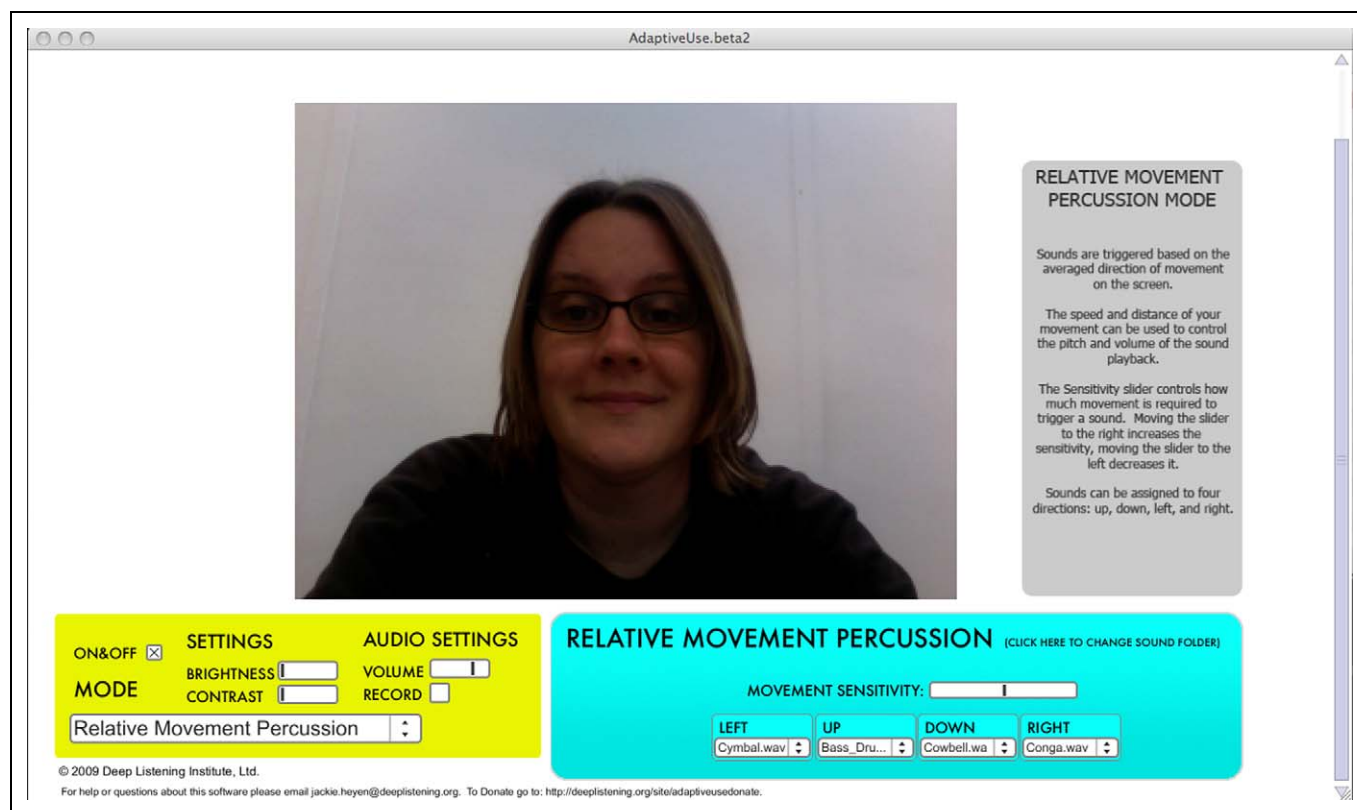 AdaptiveUse.beta2
RELATIVE MOVEMENT
PERCUSSION MODE
Sounds are triggered based on the
averaged direction of movement
on the screen.
The speed and distance of your
movement can be used to control
the pitch and volume of the sound
playback.
The Sensitivity slider controls how
much movement is required to
trigger a sound.  Moving the slider
to the right increases the
sensitivity, moving the slider to the
left decreases it.
Sounds can be assigned to four
directions: up, down, left, and right.
ON&OFF
SETTINGS
BRIGHTNESS
CONTRAST
AUDIO SETTINGS
VOLUME
RECORD
MODE
Relative Movement Percussion
RELATIVE MOVEMENT PERCUSSION (CLICK HERE TO CHANGE SOUND FOLDER)
MOVEMENT SENSITIVITY:
LEFT UP DOWN RIGHT
Cymbal.wav Bass_Dru... Cowbell.wa Conga.wav
© 2009 Deep Listening Institute, Ltd.
For help or questions about this software please email jackie.heyen@deeplistening.org.  To Donate go to: http://deeplistening.org/site/adaptiveusedonate.